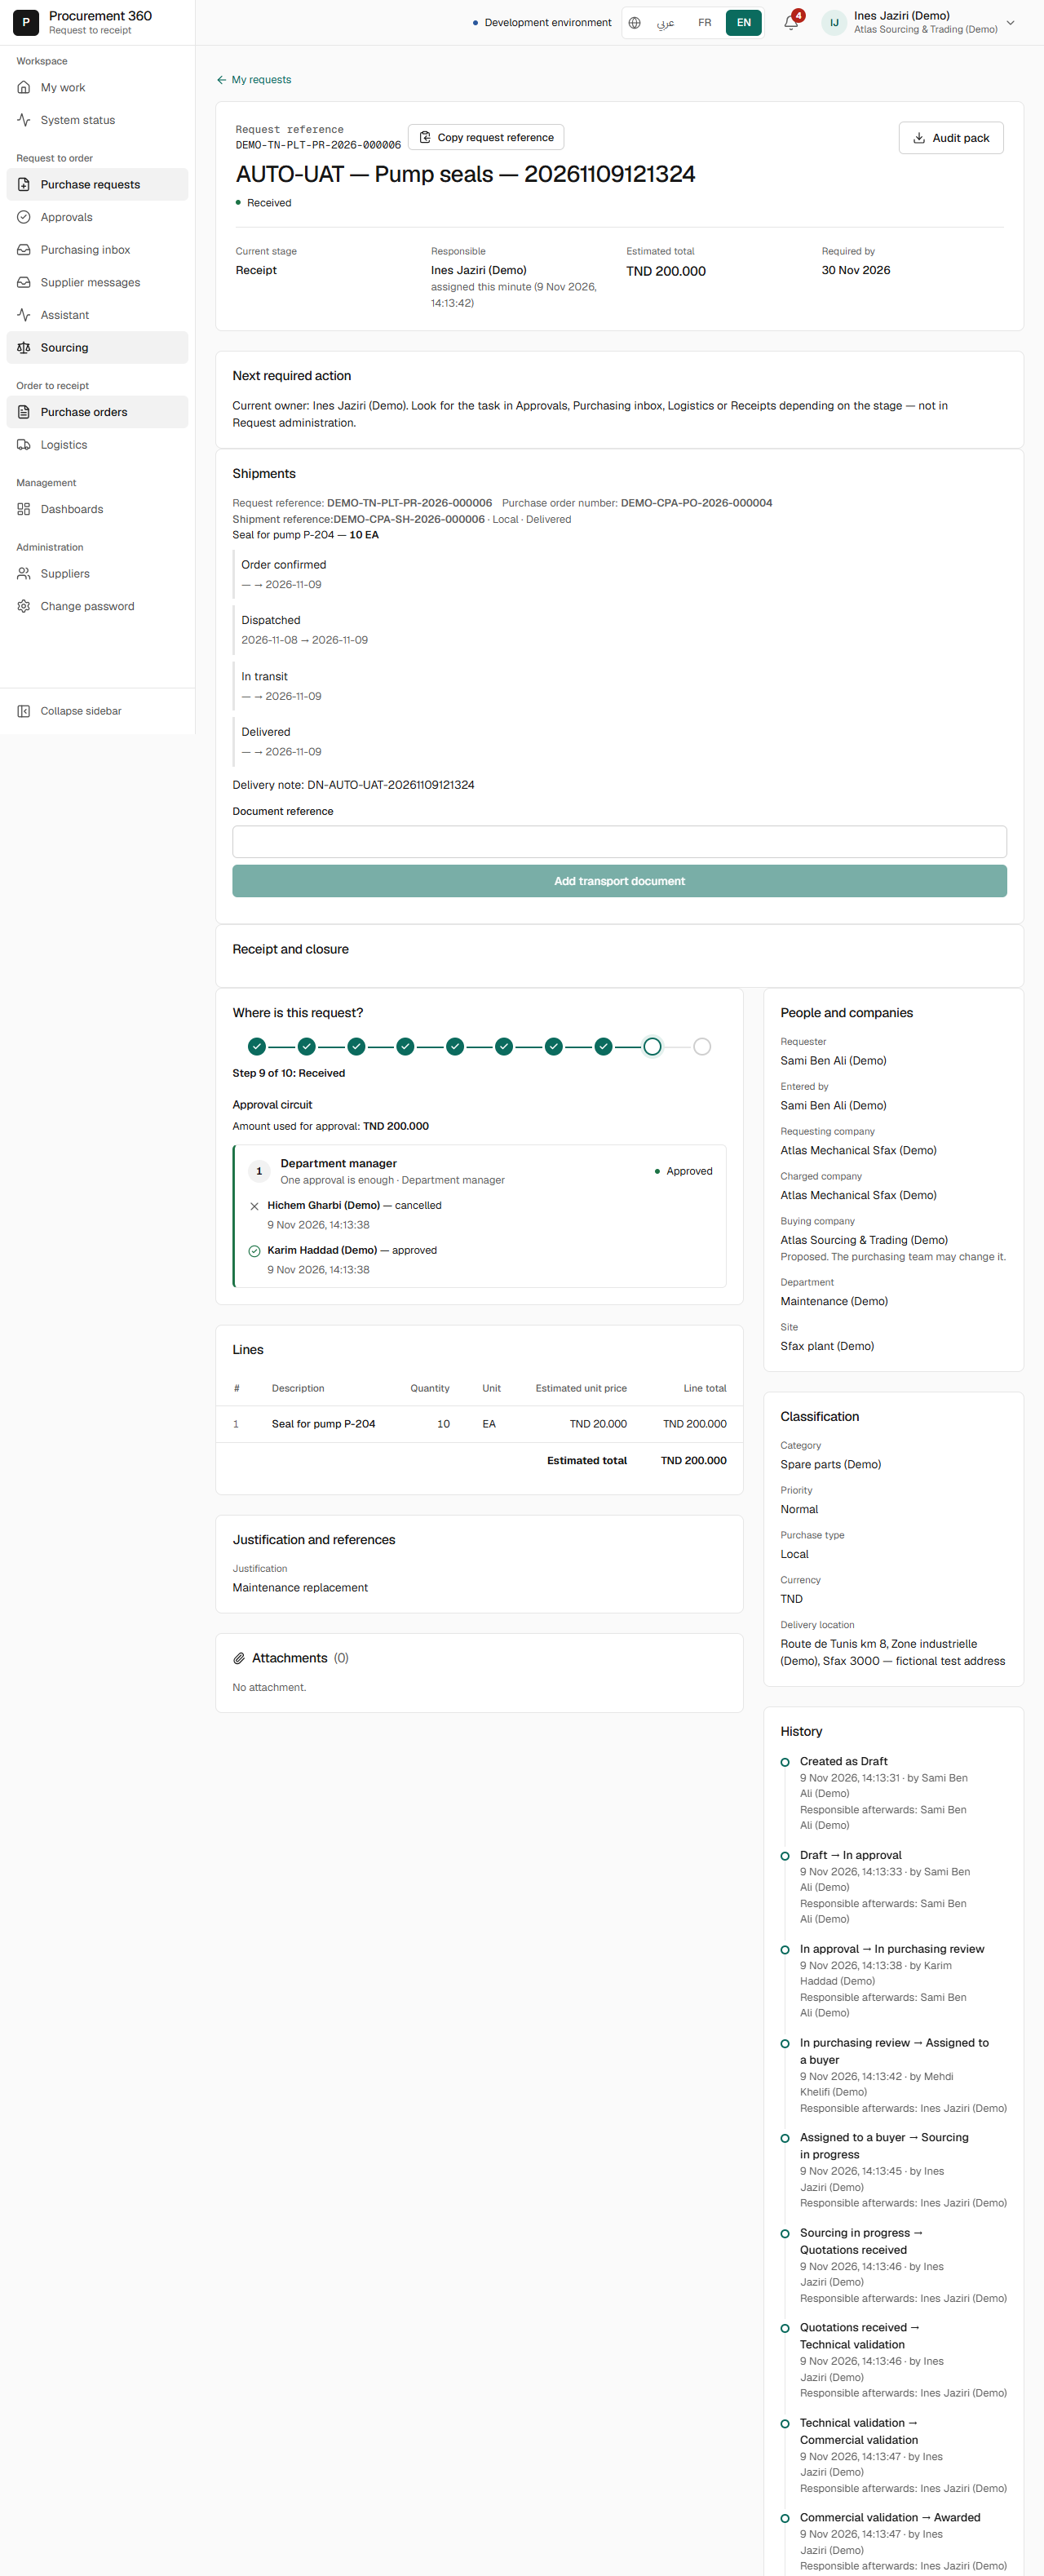 P
Procurement 360
Request to receipt
Development environment
عربي
FR
EN
4
IJ
Ines Jaziri (Demo)
Atlas Sourcing & Trading (Demo)
Workspace
My work
System status
Request to order
Purchase requests
Approvals
Purchasing inbox
Supplier messages
Assistant
Sourcing
Order to receipt
Purchase orders
Logistics
Management
Dashboards
Administration
Suppliers
Change password
Collapse sidebar
← My requests
Request reference
DEMO-TN-PLT-PR-2026-000006
Copy request reference
Audit pack
AUTO-UAT — Pump seals — 20261109121324
Received
Current stage
Receipt
Responsible
Ines Jaziri (Demo)
assigned this minute (9 Nov 2026,
14:13:42)
Estimated total
TND 200.000
Required by
30 Nov 2026
Next required action
Current owner: Ines Jaziri (Demo). Look for the task in Approvals, Purchasing inbox, Logistics or Receipts depending on the stage — not in
Request administration.
Shipments
Request reference: DEMO-TN-PLT-PR-2026-000006 Purchase order number: DEMO-CPA-PO-2026-000004
Shipment reference:DEMO-CPA-SH-2026-000006 · Local · Delivered
Seal for pump P-204 — 10 EA
Order confirmed
— → 2026-11-09
Dispatched
2026-11-08 → 2026-11-09
In transit
— → 2026-11-09
Delivered
— → 2026-11-09
Delivery note: DN-AUTO-UAT-20261109121324
Document reference
Add transport document
Receipt and closure
Where is this request?
Step 9 of 10: Received
Approval circuit
Amount used for approval: TND 200.000
1
Department manager
One approval is enough · Department manager
Approved
Hichem Gharbi (Demo) — cancelled
9 Nov 2026, 14:13:38
Karim Haddad (Demo) — approved
9 Nov 2026, 14:13:38
Lines
# Description Quantity Unit Estimated unit price Line total
1 Seal for pump P-204 10 EA TND 20.000 TND 200.000
Estimated total TND 200.000
Justification and references
Justification
Maintenance replacement
Attachments (0)
No attachment.
People and companies
Requester
Sami Ben Ali (Demo)
Entered by
Sami Ben Ali (Demo)
Requesting company
Atlas Mechanical Sfax (Demo)
Charged company
Atlas Mechanical Sfax (Demo)
Buying company
Atlas Sourcing & Trading (Demo)
Proposed. The purchasing team may change it.
Department
Maintenance (Demo)
Site
Sfax plant (Demo)
Classification
Category
Spare parts (Demo)
Priority
Normal
Purchase type
Local
Currency
TND
Delivery location
Route de Tunis km 8, Zone industrielle
(Demo), Sfax 3000 — fictional test address
History
Created as Draft
9 Nov 2026, 14:13:31 · by Sami Ben
Ali (Demo)
Responsible afterwards: Sami Ben
Ali (Demo)
Draft → In approval
9 Nov 2026, 14:13:33 · by Sami Ben
Ali (Demo)
Responsible afterwards: Sami Ben
Ali (Demo)
In approval → In purchasing review
9 Nov 2026, 14:13:38 · by Karim
Haddad (Demo)
Responsible afterwards: Sami Ben
Ali (Demo)
In purchasing review → Assigned to
a buyer
9 Nov 2026, 14:13:42 · by Mehdi
Khelifi (Demo)
Responsible afterwards: Ines Jaziri (Demo)
Assigned to a buyer → Sourcing
in progress
9 Nov 2026, 14:13:45 · by Ines
Jaziri (Demo)
Responsible afterwards: Ines Jaziri (Demo)
Sourcing in progress →
Quotations received
9 Nov 2026, 14:13:46 · by Ines
Jaziri (Demo)
Responsible afterwards: Ines Jaziri (Demo)
Quotations received →
Technical validation
9 Nov 2026, 14:13:46 · by Ines
Jaziri (Demo)
Responsible afterwards: Ines Jaziri (Demo)
Technical validation →
Commercial validation
9 Nov 2026, 14:13:47 · by Ines
Jaziri (Demo)
Responsible afterwards: Ines Jaziri (Demo)
Commercial validation → Awarded
9 Nov 2026, 14:13:47 · by Ines
Jaziri (Demo)
Responsible afterwards: Ines Jaziri (Demo)